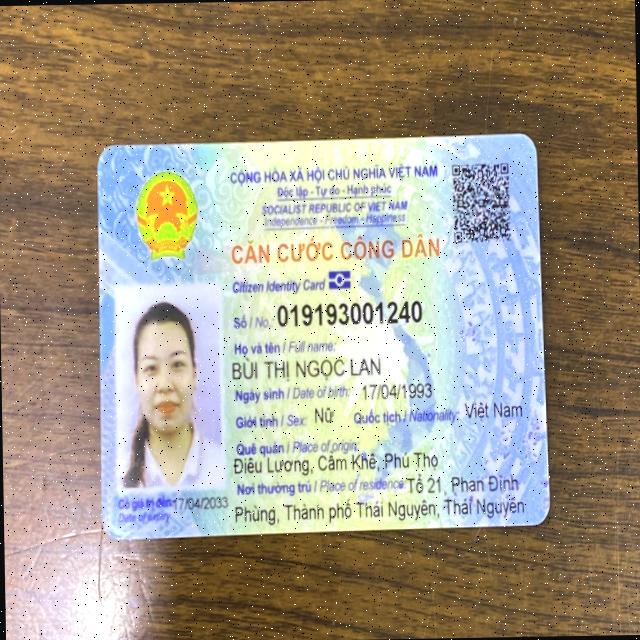 CỘNG HÒA XÃ HỘI CHỦ NGHĨA VIỆT NAM
Độc lập - Tự do - Hạnh phúc
SOCIALIST REPUBLIC OF VIET NAM
Independence - Freedom - Happiness
CĂN CƯỚC CÔNG DÂN
Citizen Identity Card
Số / No. 019193001240
Họ và tên / Full name:
BÙI THỊ NGỌC LAN
Ngày sinh / Date of birth: 17/04/1993
Giới tính / Sex: Nữ Quốc tịch / Nationality: Việt Nam
Quê quán / Place of origin:
Điêu Lương, Cẩm Khê, Phú Thọ
Nơi thường trú / Place of residence: Tổ 21, Phan Đình
Phùng, Thành phố Thái Nguyên, Thái Nguyên
Có giá trị đến: 17/04/2033
Date of expiry